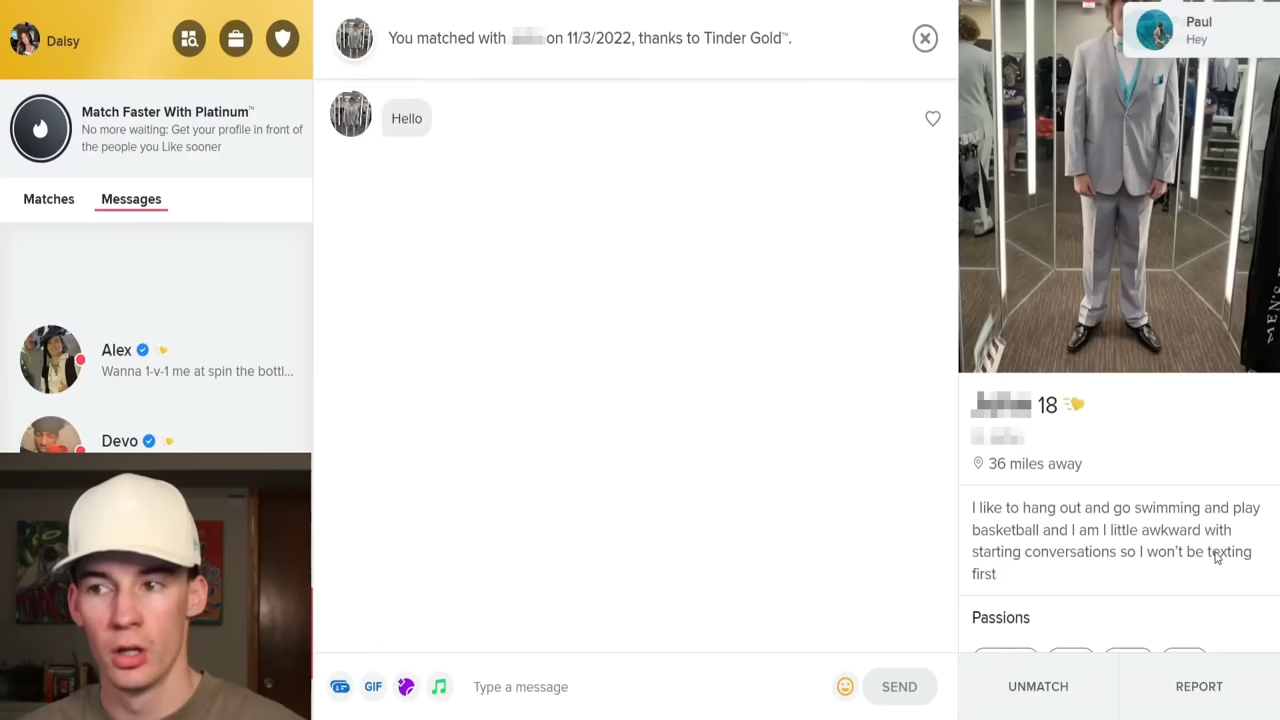 Daisy
Match Faster With Platinum™
No more waiting: Get your profile in front of
the people you Like sooner
Matches
Messages
Alex
Wanna 1-v-1 me at spin the bottl...
Devo
You matched with on 11/3/2022, thanks to Tinder Gold™.
Hello
GIF
Type a message
SEND
Paul
Hey
MEN'S
18
36 miles away
I like to hang out and go swimming and play
basketball and I am I little awkward with
starting conversations so I won't be texting
first
Passions
UNMATCH
REPORT